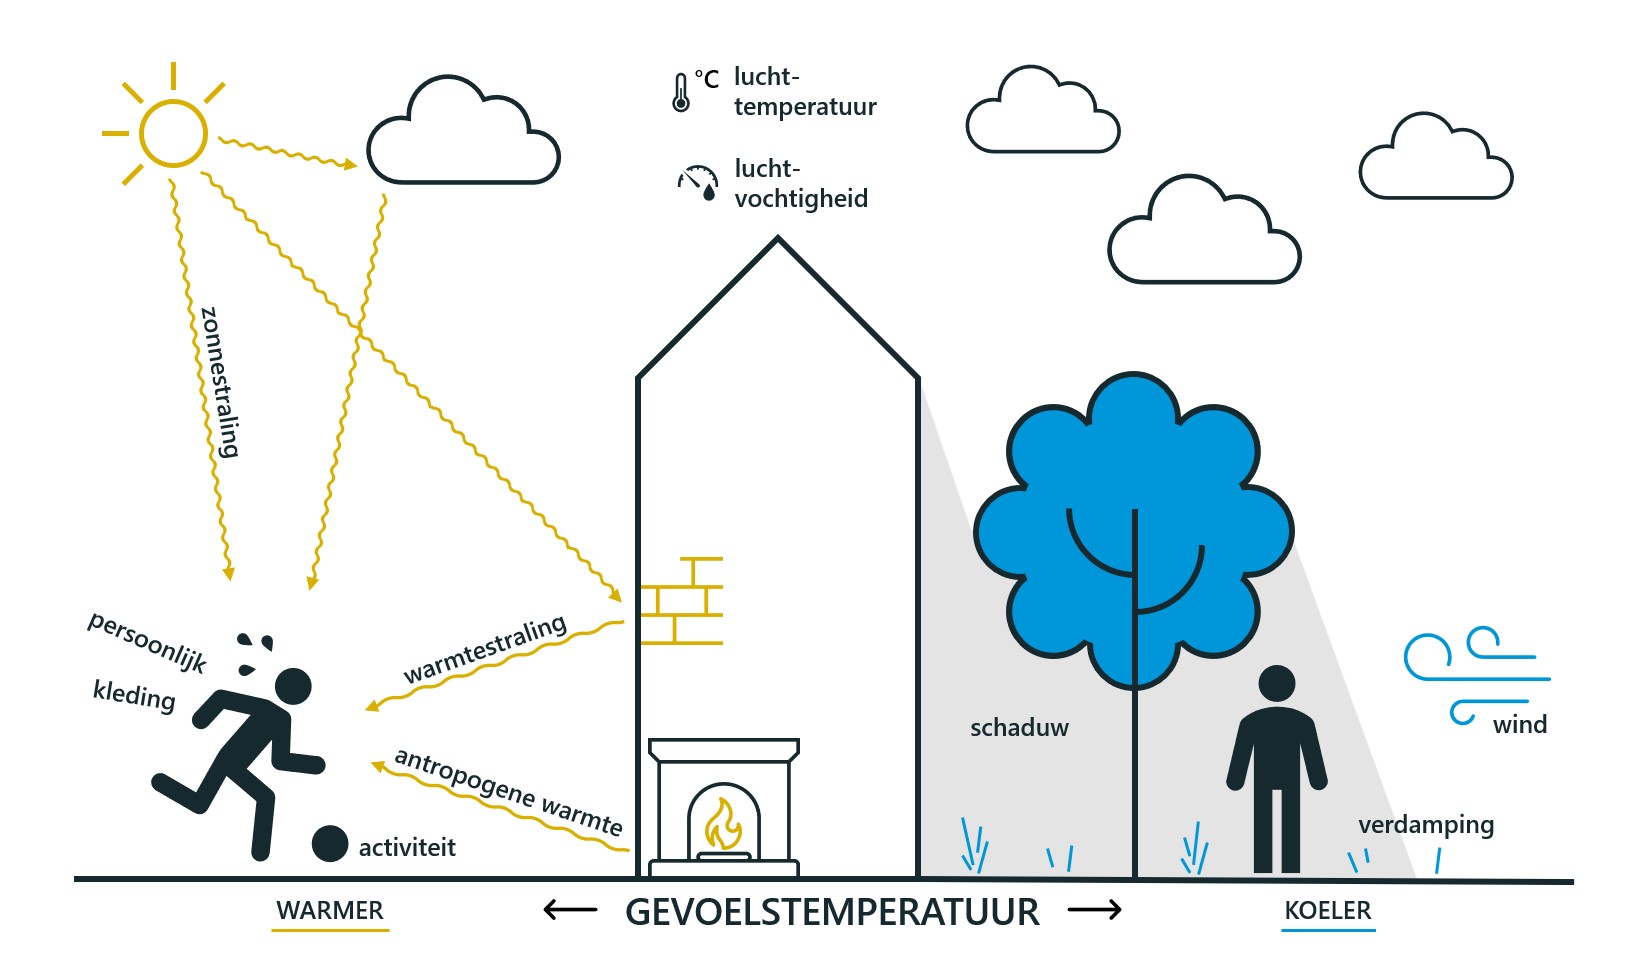 °C
lucht-
temperatuur
lucht-
vochtigheid
zonnestraling
persoonlijk
kleding
warmtestraling
antropogene warmte
activiteit
schaduw
wind
verdamping
WARMER
GEVOELSTEMPERATUUR
KOELER